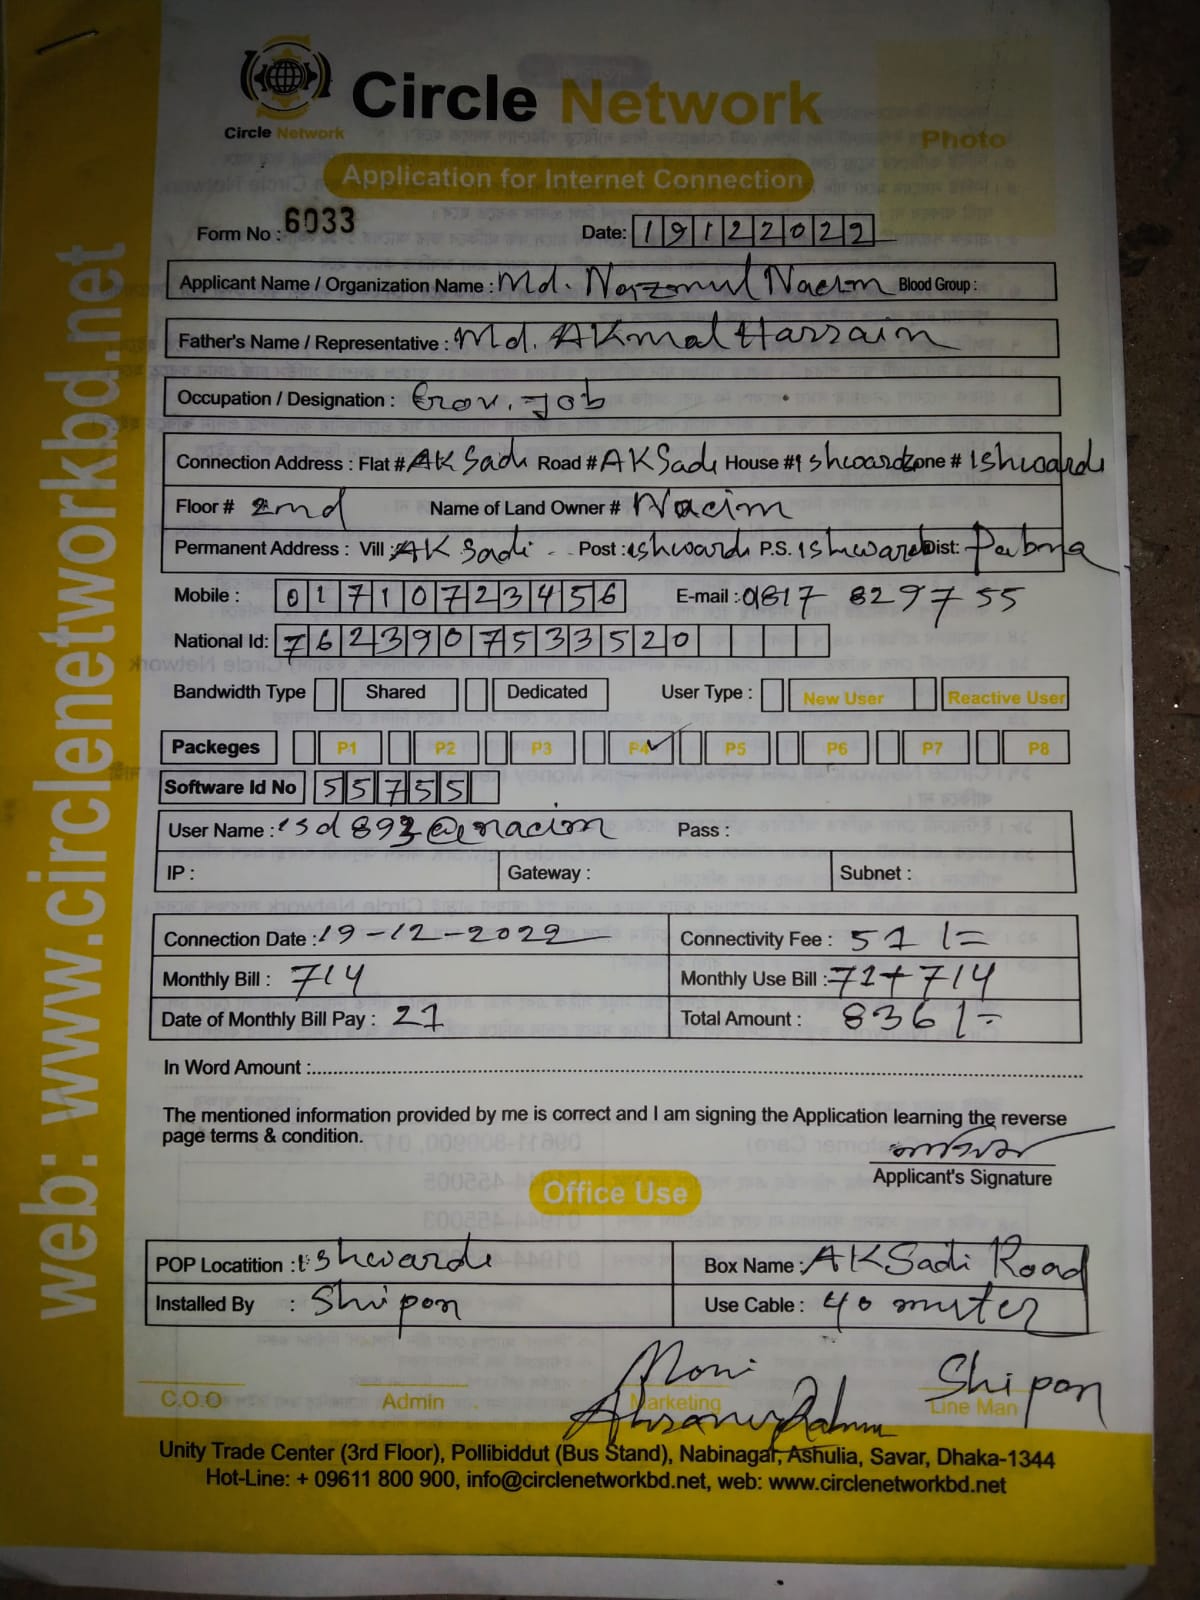 web: www.circlenetworkbd.net
Circle Network
Circle Network
Photo
Application for Internet Connection
Form No : 6033 Date: 19122022
Applicant Name / Organization Name : Md. Nazmul Nacim Blood Group :
Father's Name / Representative : Md. AKmal Hassain
Occupation / Designation : Gov. Job
Connection Address : Flat # AK Sadi Road # AK Sadi House # Ishwardi Zone # Ishwardi
Floor # 2nd Name of Land Owner # Nacim
Permanent Address : Vill : AK Sadi Post : ishwardi P.S. Ishwardi Dist: Pabna
Mobile : 01710723456 E-mail : 01817 829755
National Id: 7623907533520
Bandwidth Type Shared Dedicated User Type : New User Reactive User
Packeges P1 P2 P3 P4 ✓ P5 P6 P7 P8
Software Id No 55755
User Name : isd893@nacim Pass :
IP : Gateway : Subnet :
Connection Date : 19-12-2022 Connectivity Fee : 51/=
Monthly Bill : 714 Monthly Use Bill : 71+714
Date of Monthly Bill Pay : 21 Total Amount : 836/=
In Word Amount :
The mentioned information provided by me is correct and I am signing the Application learning the reverse
page terms & condition.
Applicant's Signature
Office Use
POP Locatition : Ishwardi Box Name : AK Sadi Road
Installed By : Shipon Use Cable : 40 muter
Moni Shipon
C.O.O Admin Marketing Line Man
Unity Trade Center (3rd Floor), Pollibiddut (Bus Stand), Nabinagar, Ashulia, Savar, Dhaka-1344
Hot-Line: + 09611 800 900, info@circlenetworkbd.net, web: www.circlenetworkbd.net